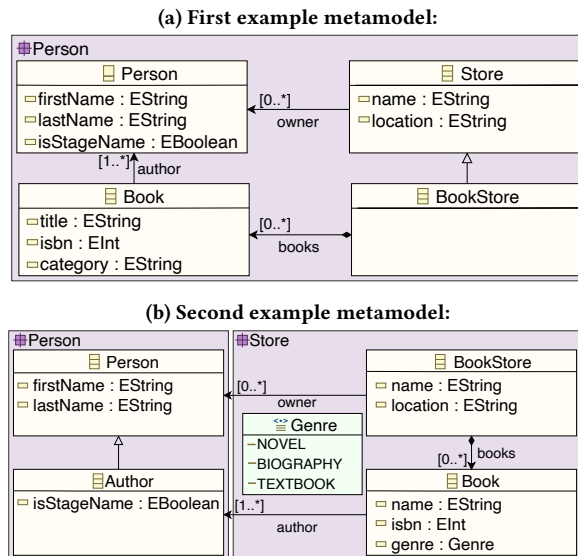 (a) First example metamodel:
Person
Person
firstName : EString
lastName : EString
isStageName : EBoolean
Store
name : EString
location : EString
[0..*]
owner
[1..*]
author
Book
title : EString
isbn : EInt
category : EString
BookStore
[0..*]
books
(b) Second example metamodel:
Person
Person
firstName : EString
lastName : EString
Author
isStageName : EBoolean
Store
BookStore
name : EString
location : EString
[0..*]
owner
Genre
NOVEL
BIOGRAPHY
TEXTBOOK
books
[0..*]
Book
name : EString
isbn : EInt
genre : Genre
[1..*]
author